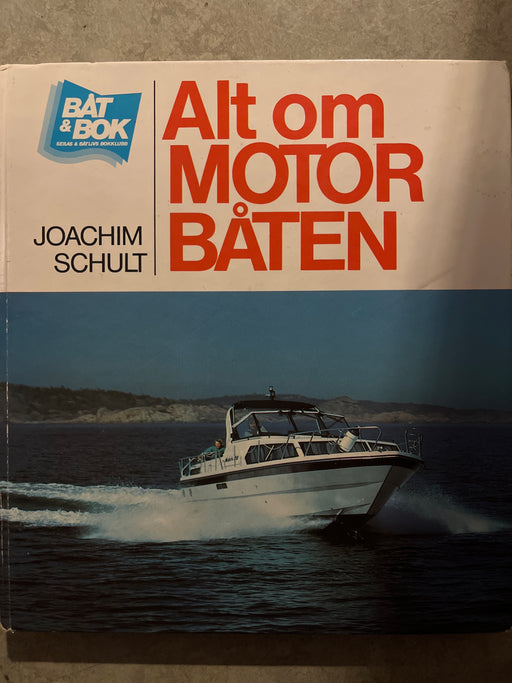 BÅT
& BOK
SEILAS & BÅTLIVS BOKKLUBB
Alt om
MOTOR
BÅTEN
JOACHIM
SCHULT